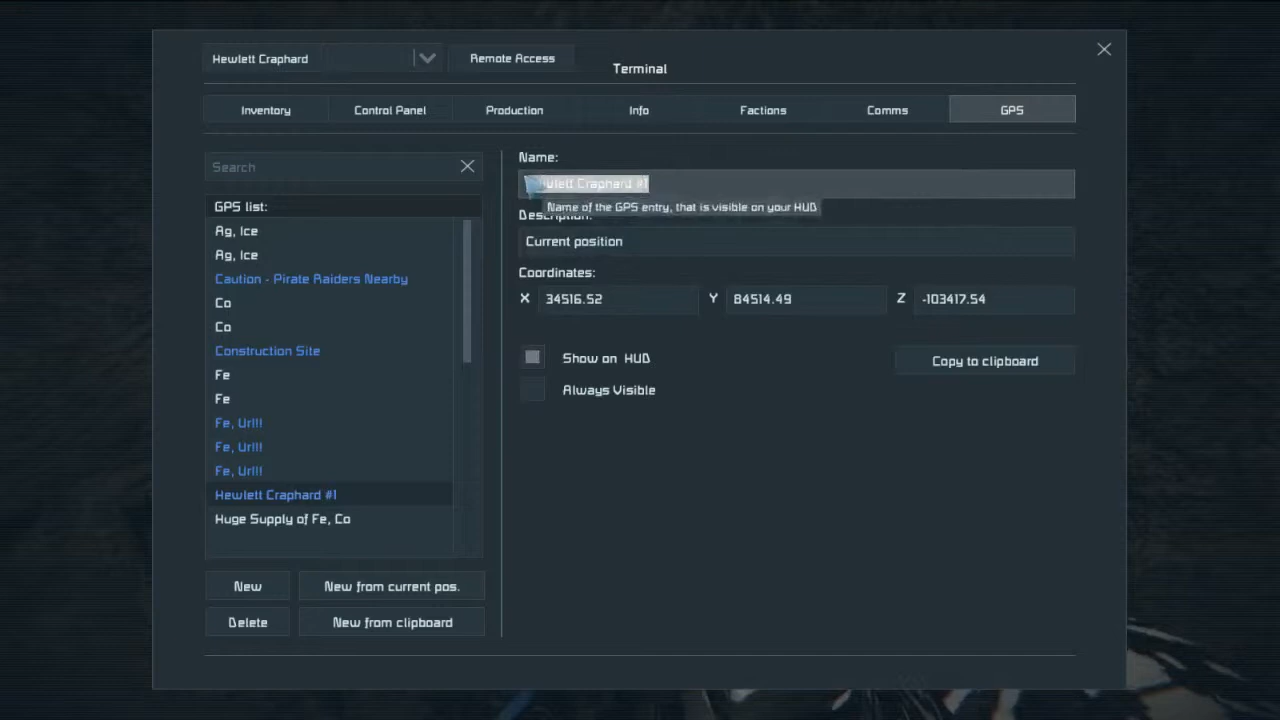 Hewlett Craphard
Remote Access
Terminal
Inventory
Control Panel
Production
Info
Factions
Comms
GPS
Search
GPS list:
Ag, Ice
Ag, Ice
Caution - Pirate Raiders Nearby
Co
Co
Construction Site
Fe
Fe
Fe, Ur!!!
Fe, Ur!!!
Fe, Ur!!!
Hewlett Craphard #1
Huge Supply of Fe, Co
New
New from current pos.
Delete
New from clipboard
Name:
Craphard #1
Name of the GPS entry, that is visible on your HUD
Description:
Current position
Coordinates:
X 34516.52 Y 84514.49 Z -103417.54
Show on HUD
Copy to clipboard
Always Visible